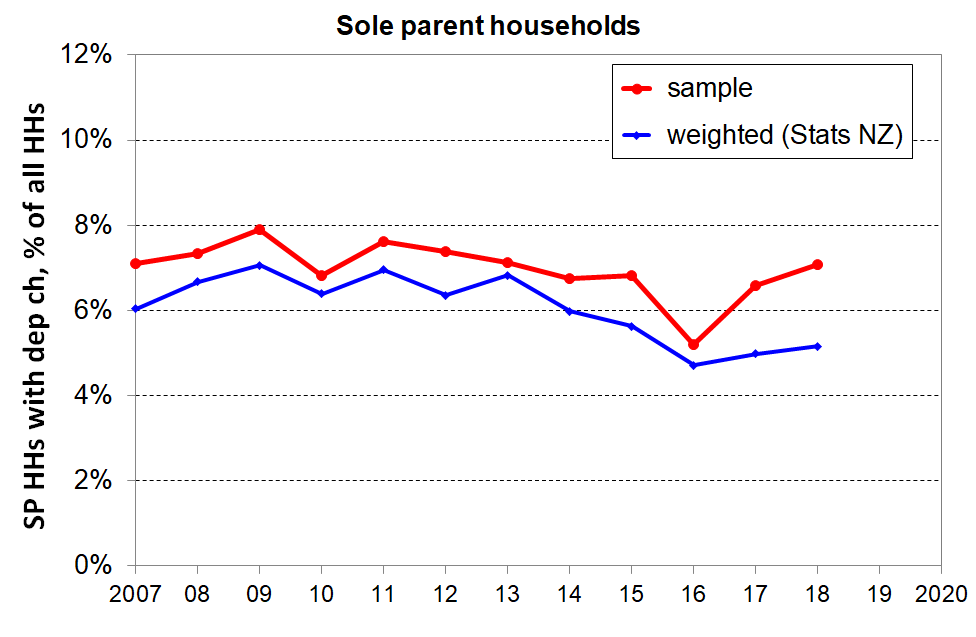 Sole parent households
SP HHs with dep ch, % of all HHs
12%
10%
8%
6%
4%
2%
0%
sample
weighted (Stats NZ)
2007 08 09 10 11 12 13 14 15 16 17 18 19 2020